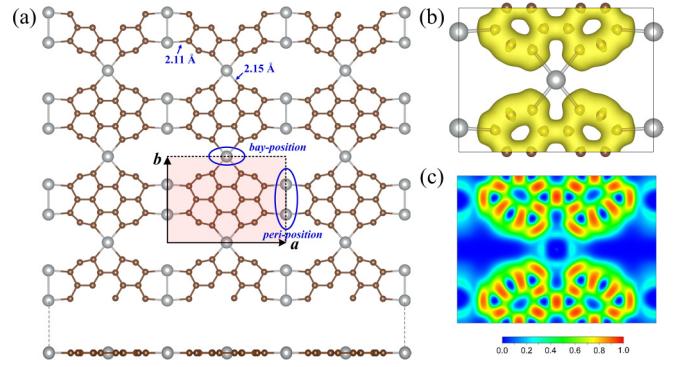 (a)
2.11 Å
2.15 Å
bay-position
b
peri-position
a
(b)
(c)
0.0 0.2 0.4 0.6 0.8 1.0